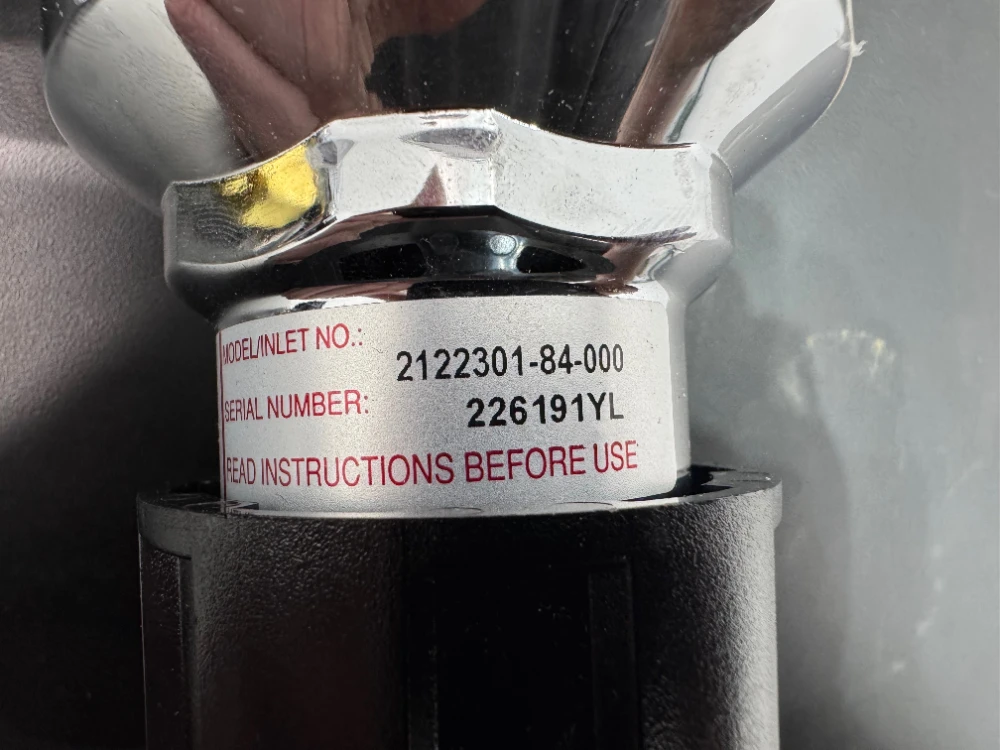 MODEL/INLET NO.: 2122301-84-000
SERIAL NUMBER: 226191YL
READ INSTRUCTIONS BEFORE USE